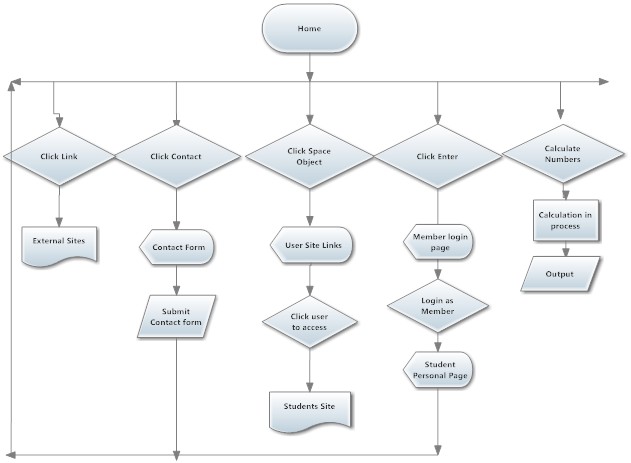 Home
Click Link
Click Contact
Click Space
Object
Click Enter
Calculate
Numbers
External Sites
Contact Form
User Site Links
Member login
page
Calculation in
process
Output
Submit
Contact form
Click user
to access
Login as
Member
Student
Personal Page
Students Site